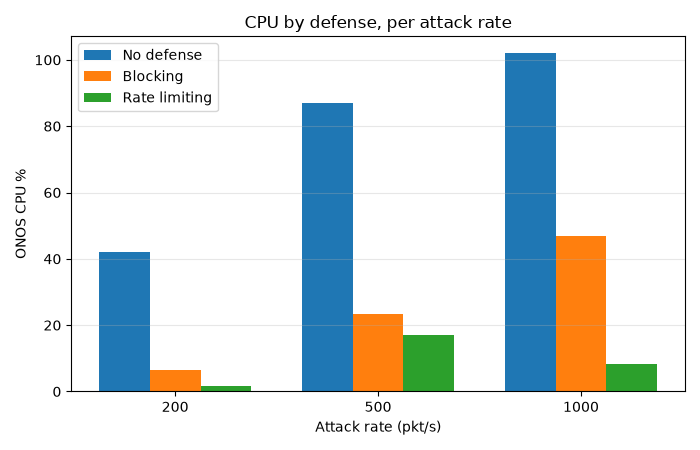 CPU by defense, per attack rate
No defense
Blocking
Rate limiting
ONOS CPU %
100
80
60
40
20
0
200 500 1000
Attack rate (pkt/s)